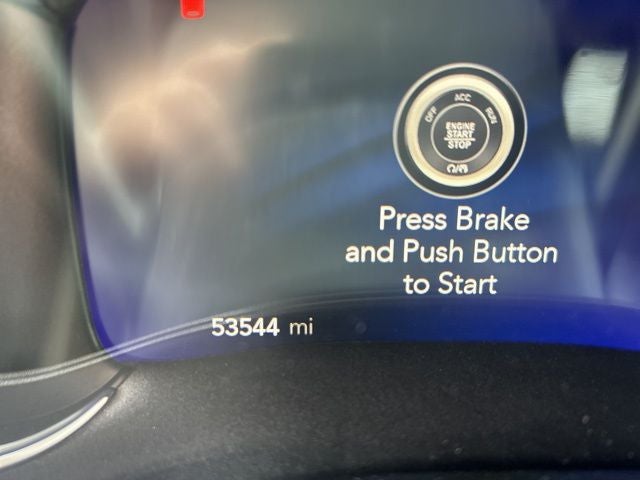 OFF ACC RUN
ENGINE
START
STOP
Press Brake
and Push Button
to Start
53544 mi